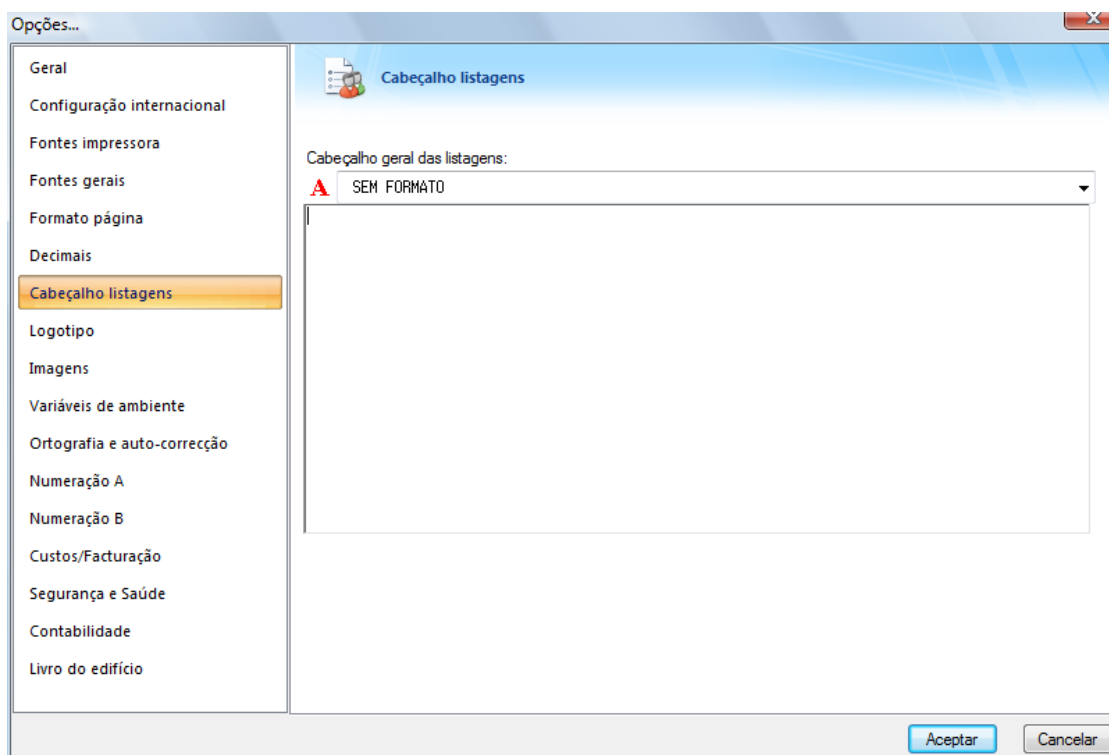 Opções...
Geral
Configuração internacional
Fontes impressora
Fontes gerais
Formato página
Decimais
Cabeçalho listagens
Logotipo
Imagens
Variáveis de ambiente
Ortografia e auto-correcção
Numeração A
Numeração B
Custos/Facturação
Segurança e Saúde
Contabilidade
Livro do edifício
Cabeçalho listagens
Cabeçalho geral das listagens:
A SEM FORMATO
Aceptar Cancelar